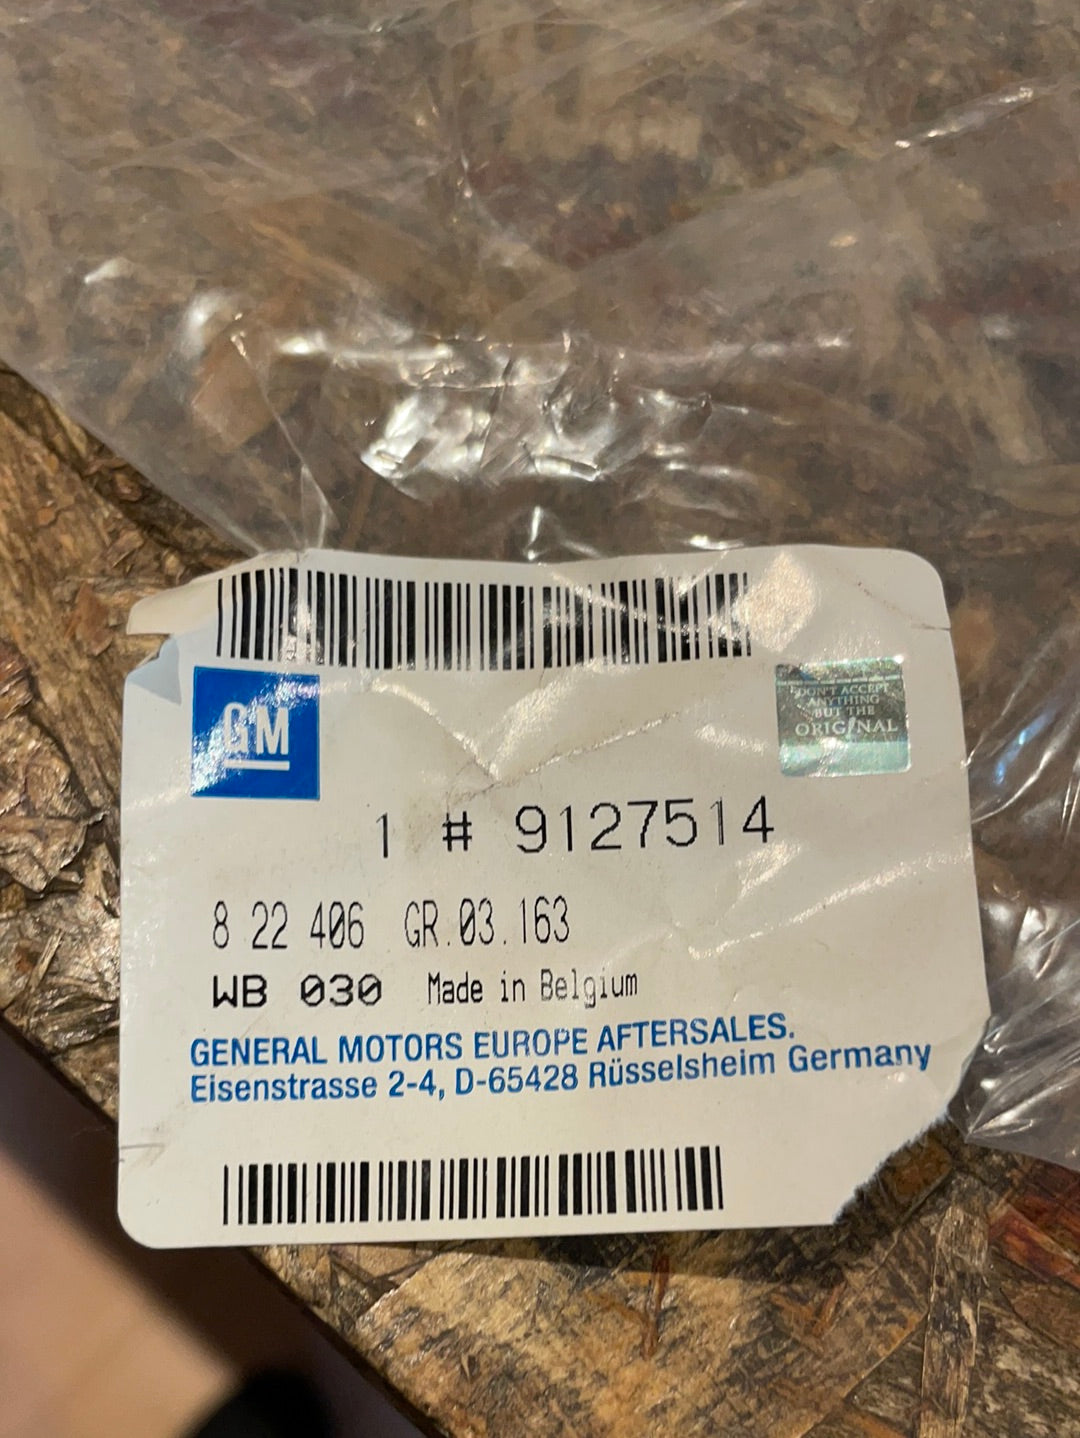 GM
DON'T ACCEPT
ANYTHING
BUT THE
ORIGINAL
1 # 9127514
8 22 406 GR.03.163
WB 030 Made in Belgium
GENERAL MOTORS EUROPE AFTERSALES.
Eisenstrasse 2-4, D-65428 Rüsselsheim Germany